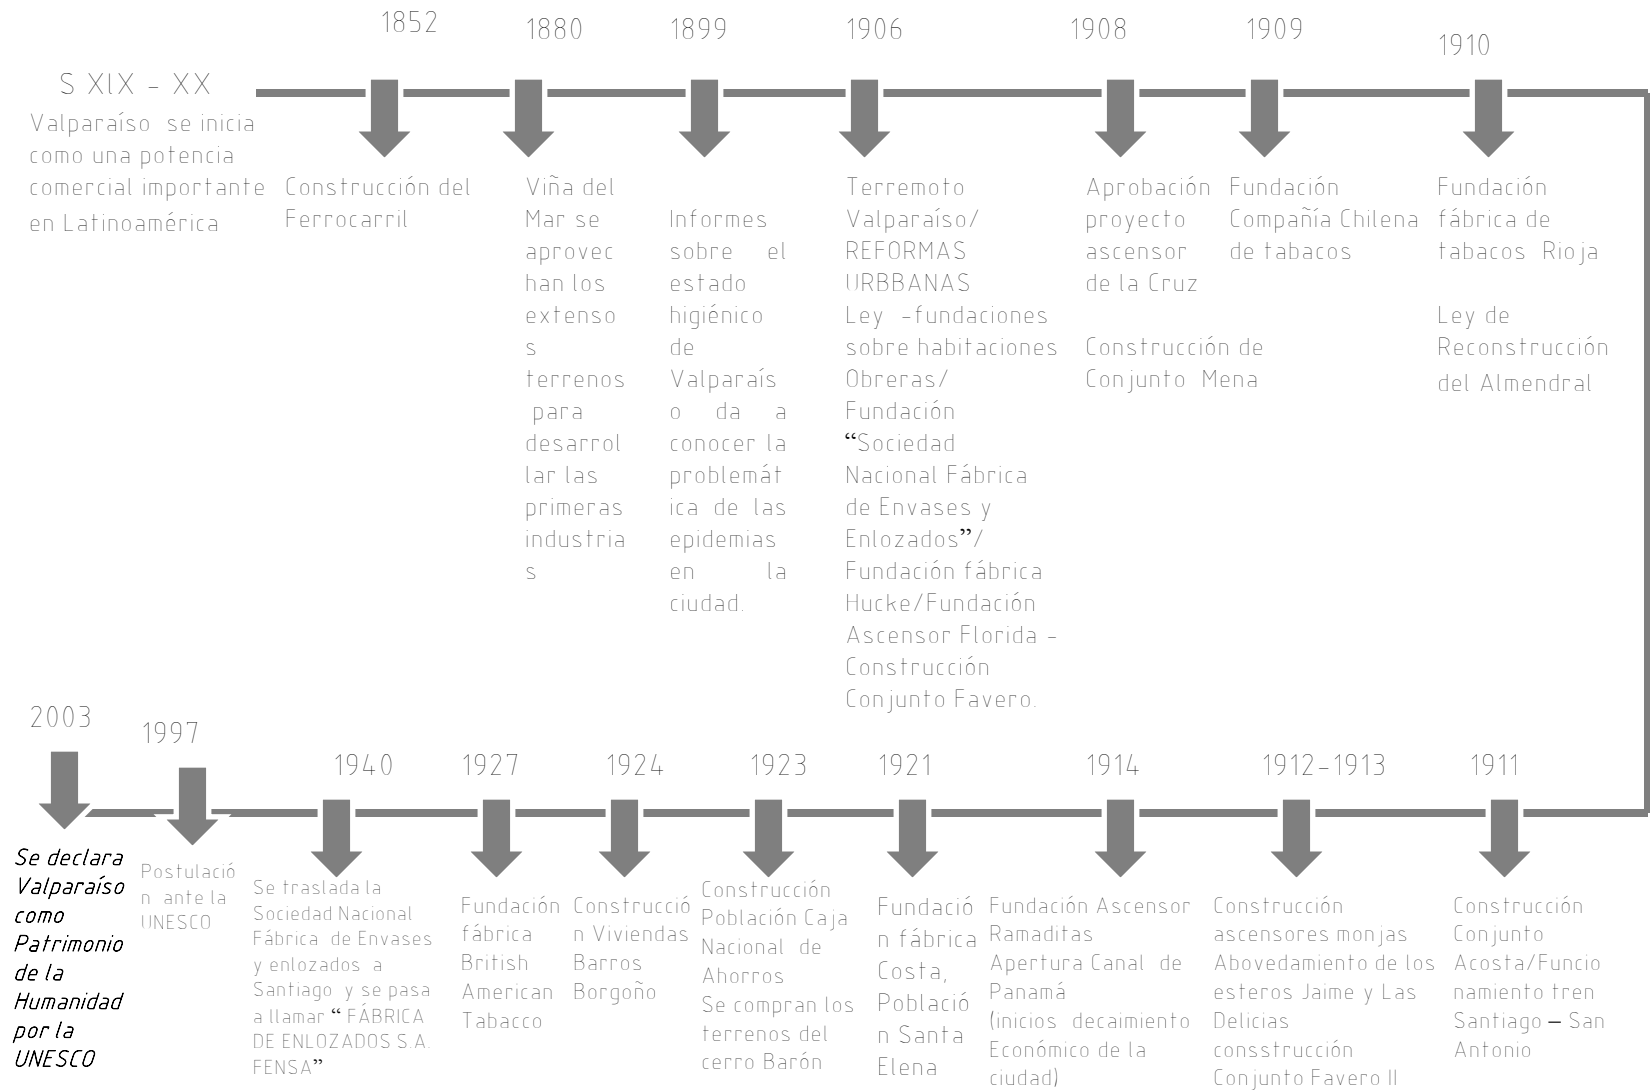 S XIX - XX
Valparaíso se inicia
como una potencia
comercial importante
en Latinoamérica
1852
Construcción del
Ferrocarril
1880
Viña del
Mar se
aprovec
han los
extenso
s
terrenos
para
desarrol
lar las
primeras
industria
s
1899
Informes
sobre el
estado
higiénico
de
Valparaís
o da a
conocer la
problemát
ica de las
epidemias
en la
ciudad.
1906
Terremoto
Valparaíso/
REFORMAS
URBBANAS
Ley -fundaciones
sobre habitaciones
Obreras/
Fundación
“Sociedad
Nacional Fábrica
de Envases y
Enlozados”/
Fundación fábrica
Hucke/Fundación
Ascensor Florida -
Construcción
Conjunto Favero.
1908
Aprobación
proyecto
ascensor
de la Cruz
Construcción de
Conjunto Mena
1909
Fundación
Compañía Chilena
de tabacos
1910
Fundación
fábrica de
tabacos Rioja
Ley de
Reconstrucción
del Almendral
1911
Construcción
Conjunto
Acosta/Funcio
namiento tren
Santiago – San
Antonio
1912-1913
Construcción
ascensores monjas
Abovedamiento de los
esteros Jaime y Las
Delicias
consstrucción
Conjunto Favero II
1914
Fundación Ascensor
Ramaditas
Apertura Canal de
Panamá
(inicios decaimiento
Económico de la
ciudad)
1921
Fundació
n fábrica
Costa,
Població
n Santa
Elena
1923
Construcción
Población Caja
Nacional de
Ahorros
Se compran los
terrenos del
cerro Barón
1924
Construcció
n Viviendas
Barros
Borgoño
1927
Fundación
fábrica
British
American
Tabacco
1940
Se traslada la
Sociedad Nacional
Fábrica de Envases
y enlozados a
Santiago y se pasa
a llamar “ FÁBRICA
DE ENLOZADOS S.A.
FENSA”
1997
Postulació
n ante la
UNESCO
2003
Se declara
Valparaíso
como
Patrimonio
de la
Humanidad
por la
UNESCO